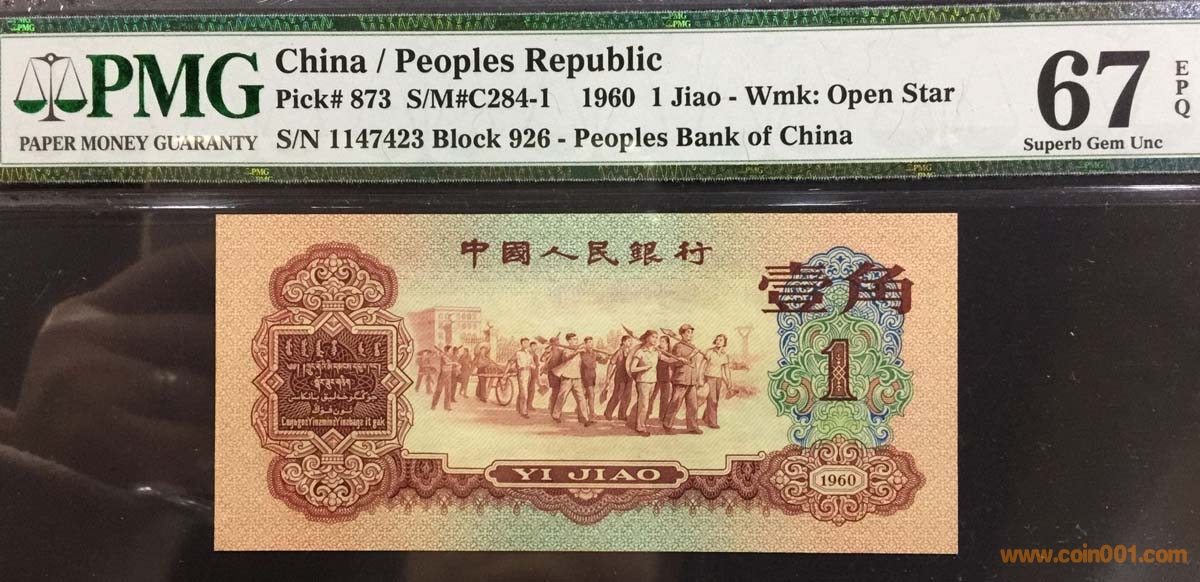 PMG
PAPER MONEY GUARANTY
China / Peoples Republic
Pick# 873 S/M#C284-1 1960 1 Jiao - Wmk: Open Star
S/N 1147423 Block 926 - Peoples Bank of China
67
EPQ
Superb Gem Unc
中國人民銀行
壹角
1
YI JIAO
1960
www.coin001.com